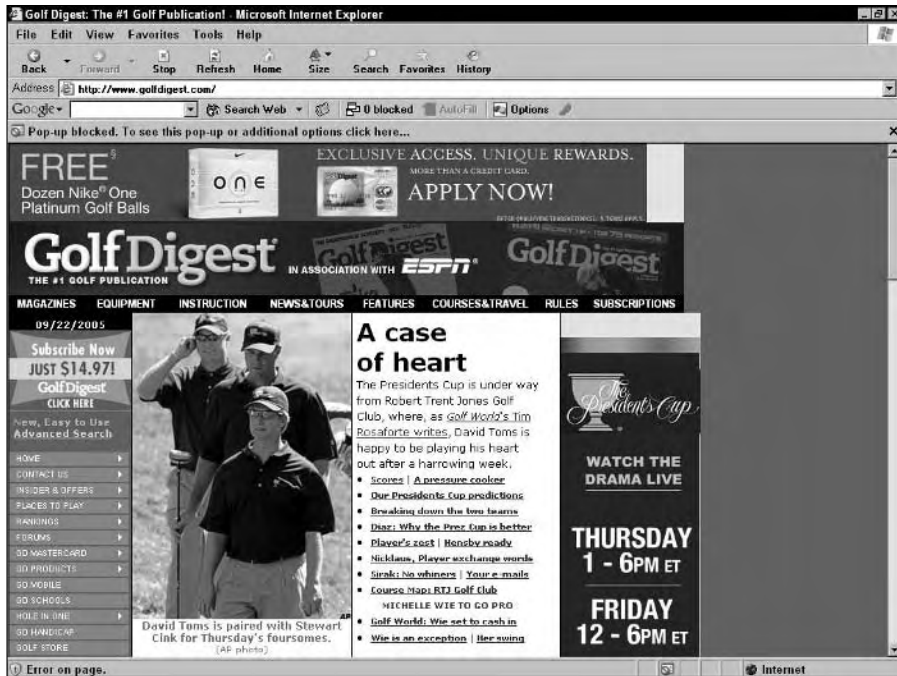 Golf Digest: The #1 Golf Publication! - Microsoft Internet Explorer
File Edit View Favorites Tools Help
Back Forward Stop Refresh Home Size Search Favorites History
Address http://www.golfdigest.com/
Google Search Web 0 blocked AutoFill Options
Pop-up blocked. To see this pop-up or additional options click here...
FREE§
Dozen Nike® One
Platinum Golf Balls
one
EXCLUSIVE ACCESS. UNIQUE REWARDS.
MORE THAN A CREDIT CARD.
APPLY NOW!
GolfDigest
THE #1 GOLF PUBLICATION
IN ASSOCIATION WITH ESPN
GolfDigest
GolfDigest
MAGAZINES EQUIPMENT INSTRUCTION NEWS&TOURS FEATURES COURSES&TRAVEL RULES SUBSCRIPTIONS
09/22/2005
Subscribe Now
JUST $14.97!
GolfDigest
CLICK HERE
New, Easy to Use
Advanced Search
HOME
CONTACT US
INSIDER & OFFERS
PLACES TO PLAY
RANKINGS
FORUMS
GD MASTERCARD
GD PRODUCTS
GD MOBILE
GD SCHOOLS
HOLE IN ONE
GD HANDICAP
GOLF STORE
AP
David Toms is paired with Stewart
Cink for Thursday's foursomes.
(AP photo)
A case
of heart
The Presidents Cup is under way
from Robert Trent Jones Golf
Club, where, as Golf World's Tim
Rosaforte writes, David Toms is
happy to be playing his heart
out after a harrowing week.
• Scores | A pressure cooker
• Our Presidents Cup predictions
• Breaking down the two teams
• Diaz: Why the Prez Cup is better
• Player's zest | Hensby ready
• Nicklaus, Player exchange words
• Sirak: No whiners | Your e-mails
• Course Map: RTJ Golf Club
MICHELLE WIE TO GO PRO
• Golf World: Wie set to cash in
• Wie is an exception | Her swing
The
Presidents Cup
WATCH THE
DRAMA LIVE
THURSDAY
1 - 6PM ET
FRIDAY
12 - 6PM ET
Error on page.
Internet